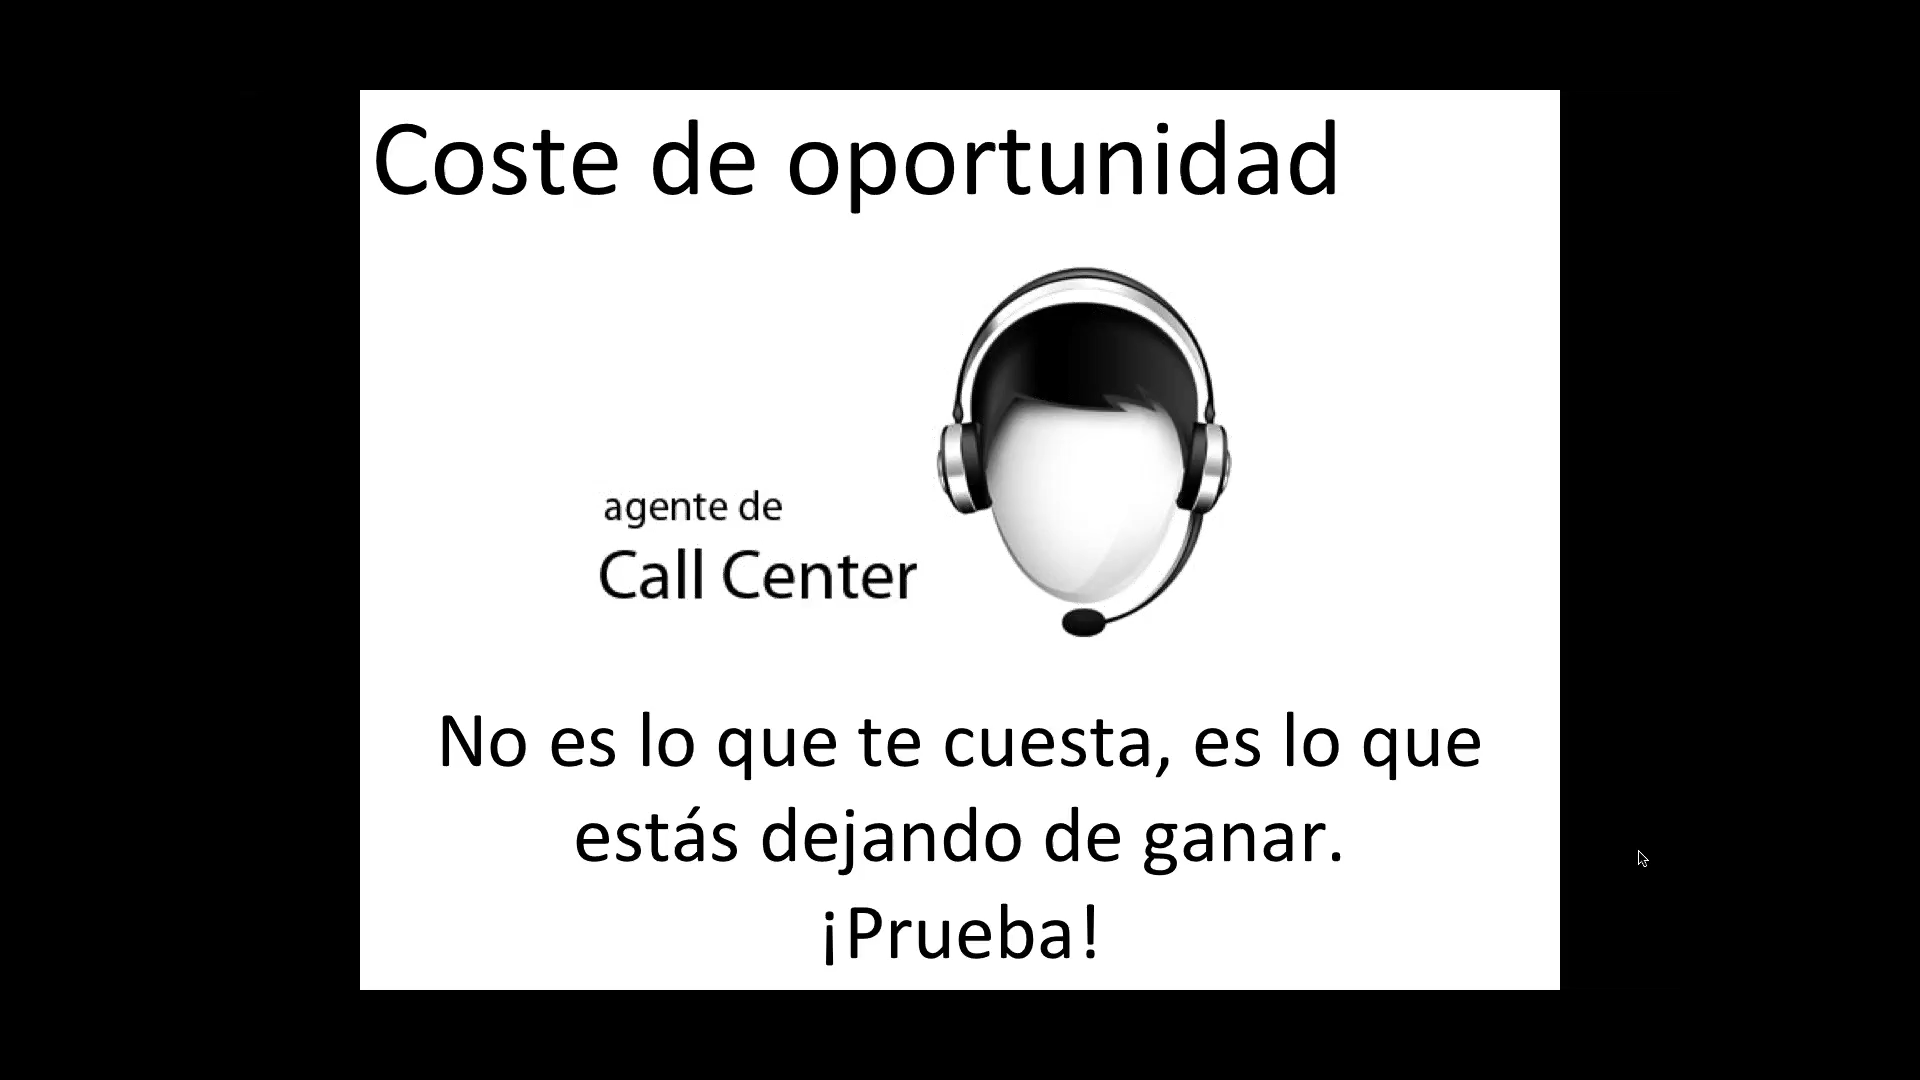 Coste de oportunidad
agente de
Call Center
No es lo que te cuesta, es lo que
estás dejando de ganar.
¡Prueba!